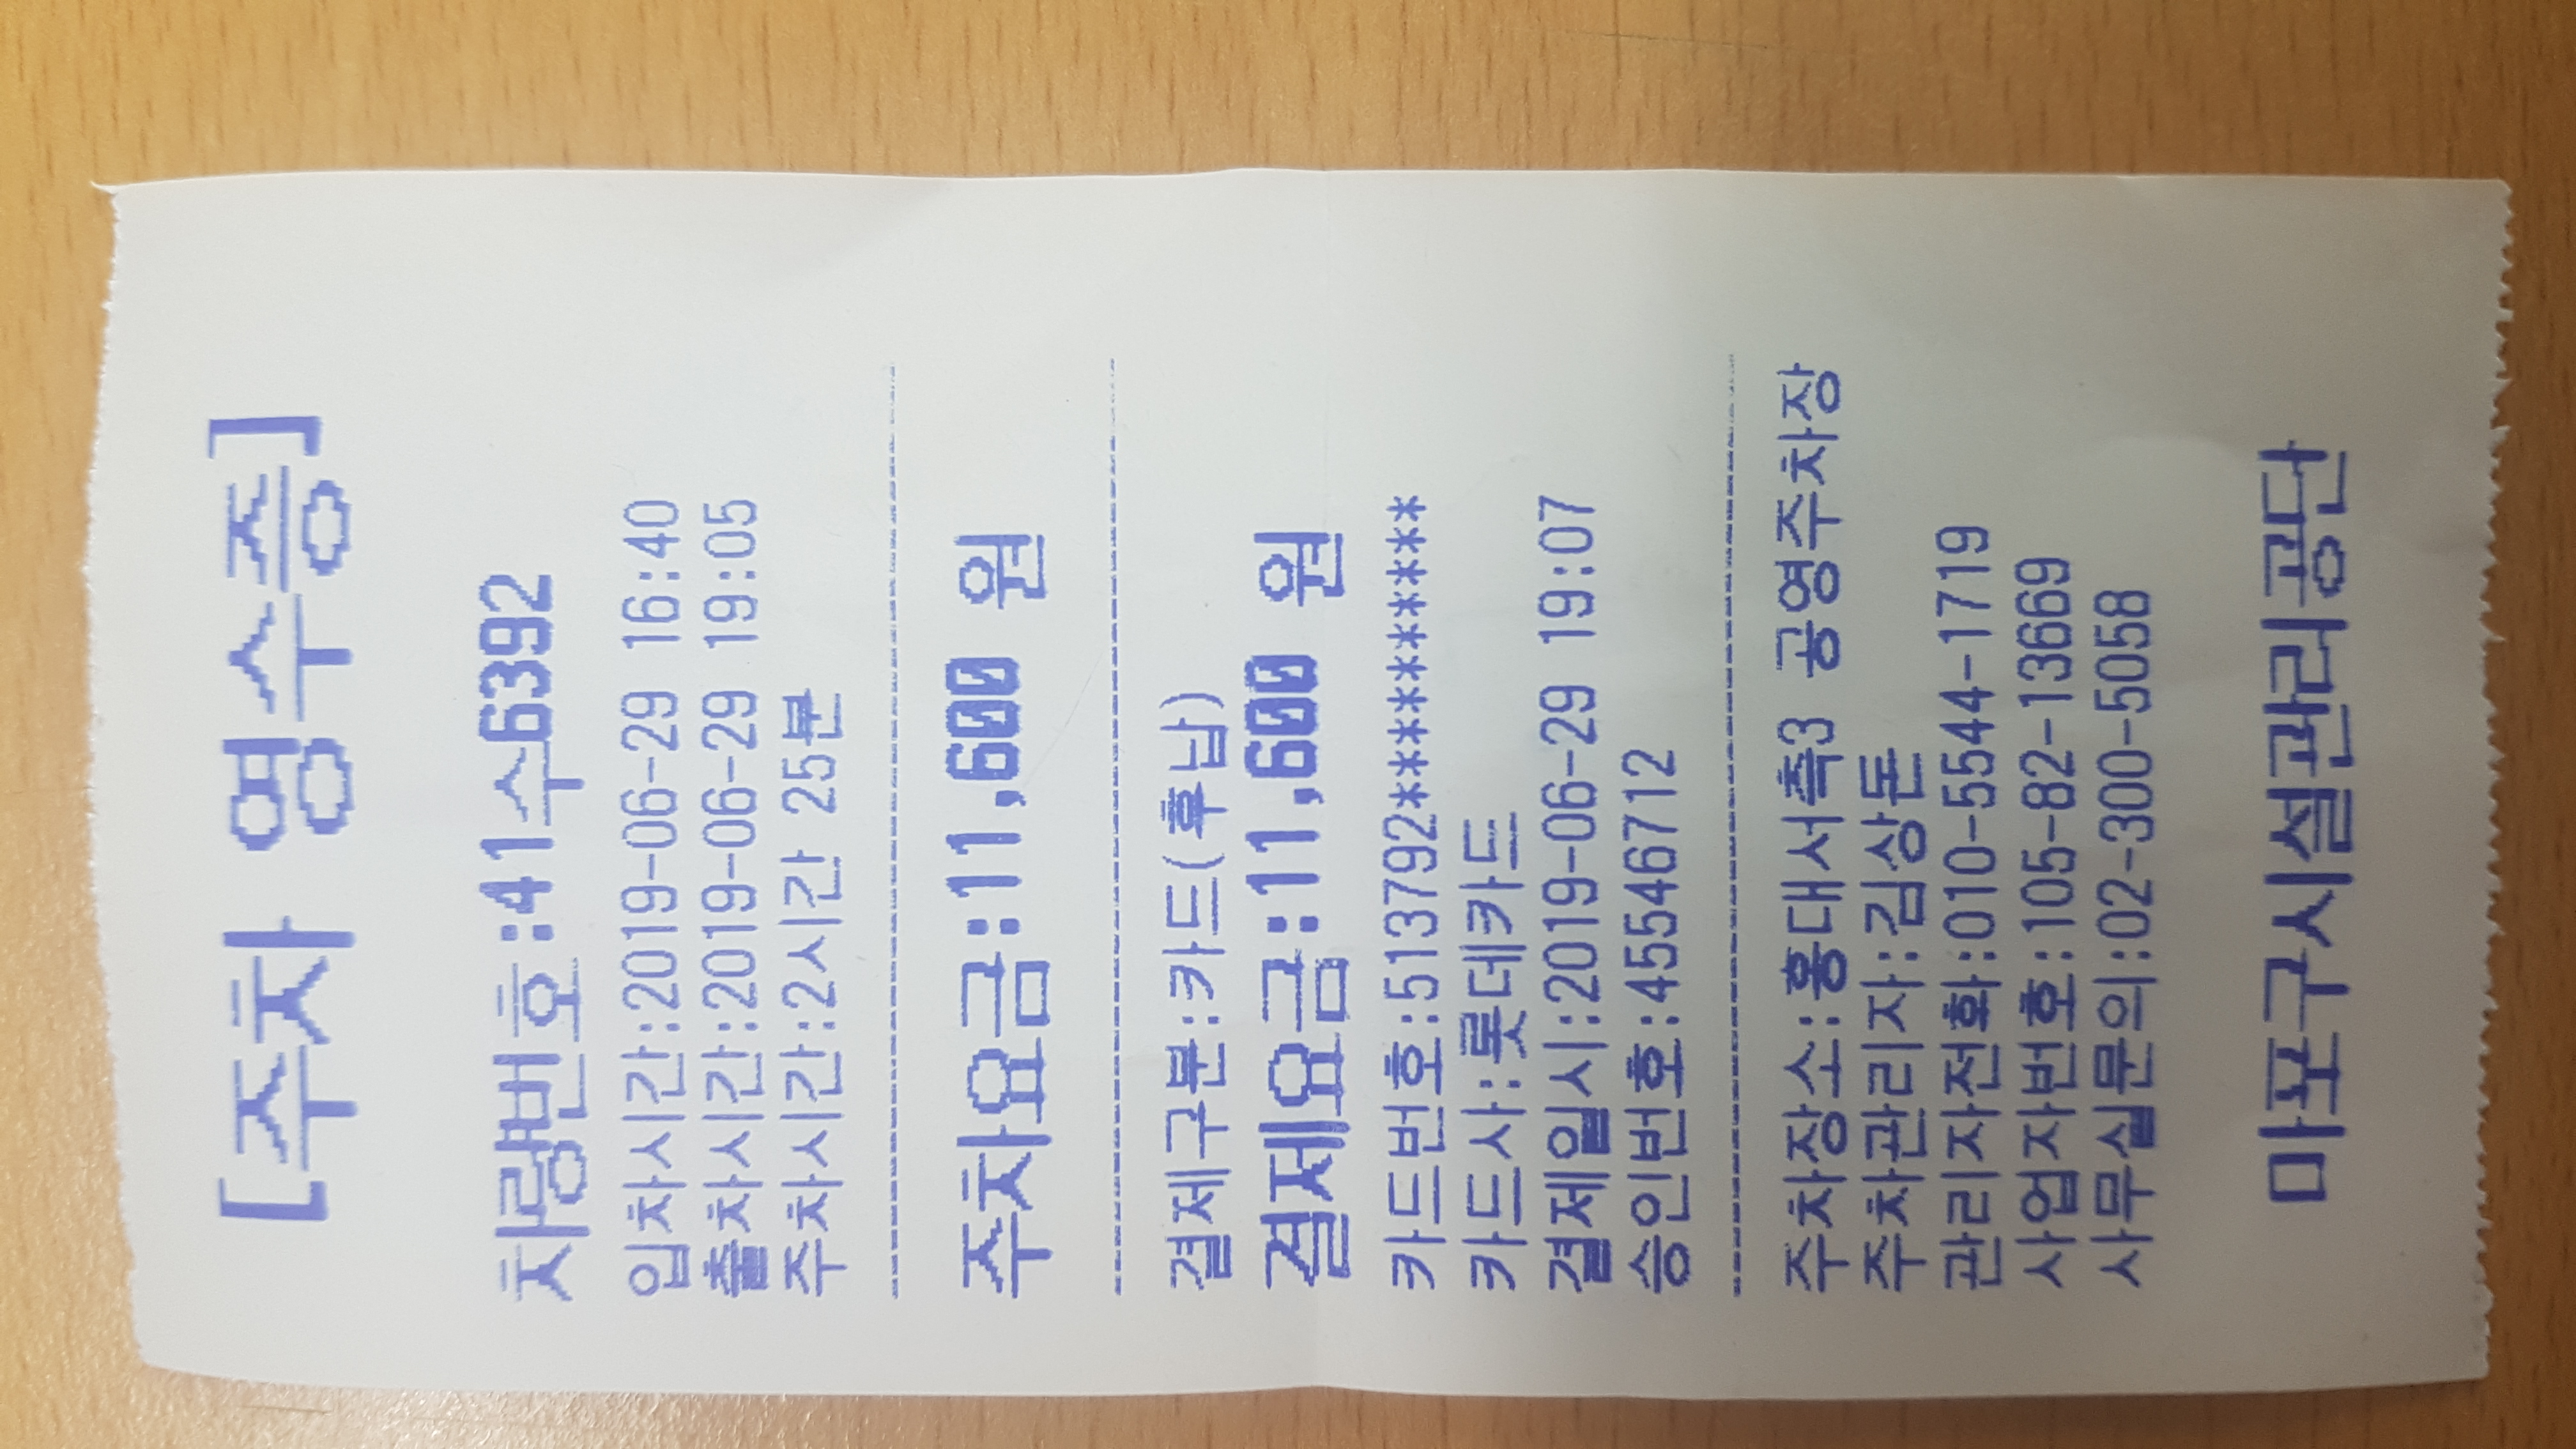 [주차 영수증]
차량번호:41수6392
입차시간:2019-06-29 16:40
출차시간:2019-06-29 19:05
주차시간:2시간 25분
주차요금:11,600 원
결제구분:카드(후납)
결제요금:11,600 원
카드번호:513792**********
카드사:롯데카드
결제일시:2019-06-29 19:07
승인번호:45546712
주차장소:홍대서측3 공영주차장
주차관리자:김상돈
관리자전화:010-5544-1719
사업자번호:105-82-13669
사무실문의:02-300-5058
마포구시설관리공단